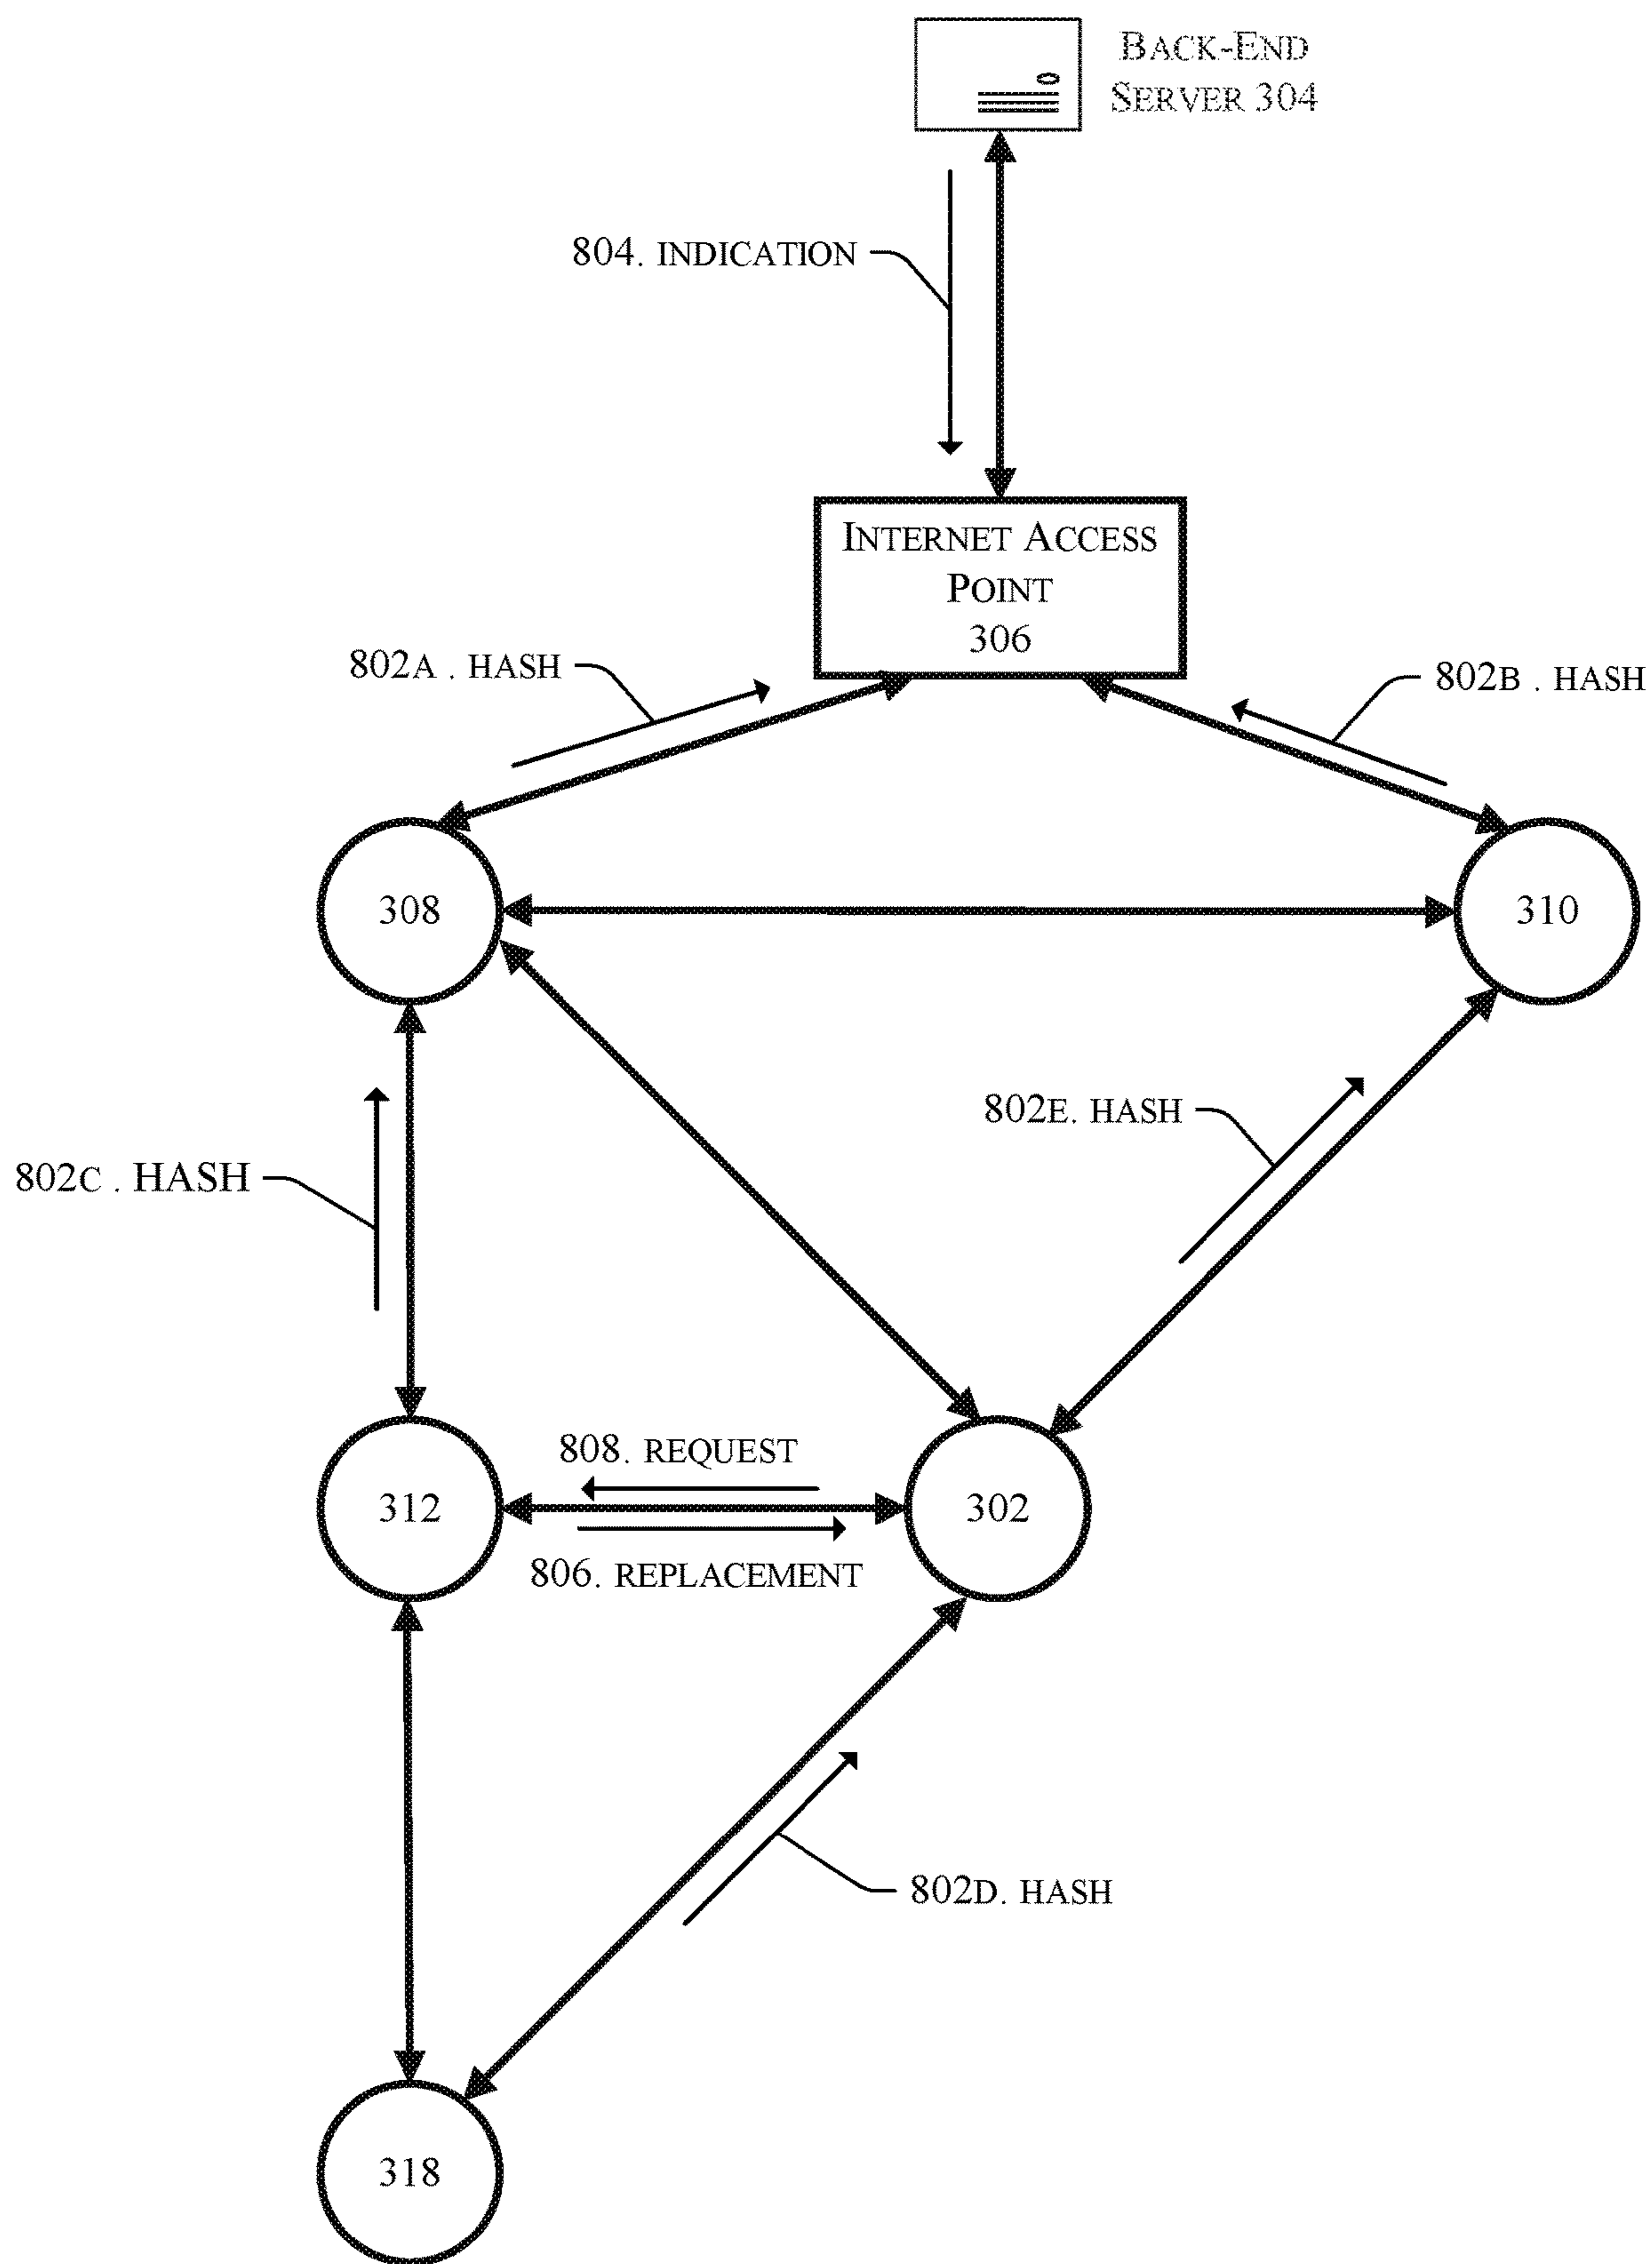 BACK-END
SERVER 304
804. INDICATION
INTERNET ACCESS
POINT
306
802A . HASH
802B . HASH
308
310
802E. HASH
802C . HASH
808. REQUEST
312
302
806. REPLACEMENT
802D. HASH
318